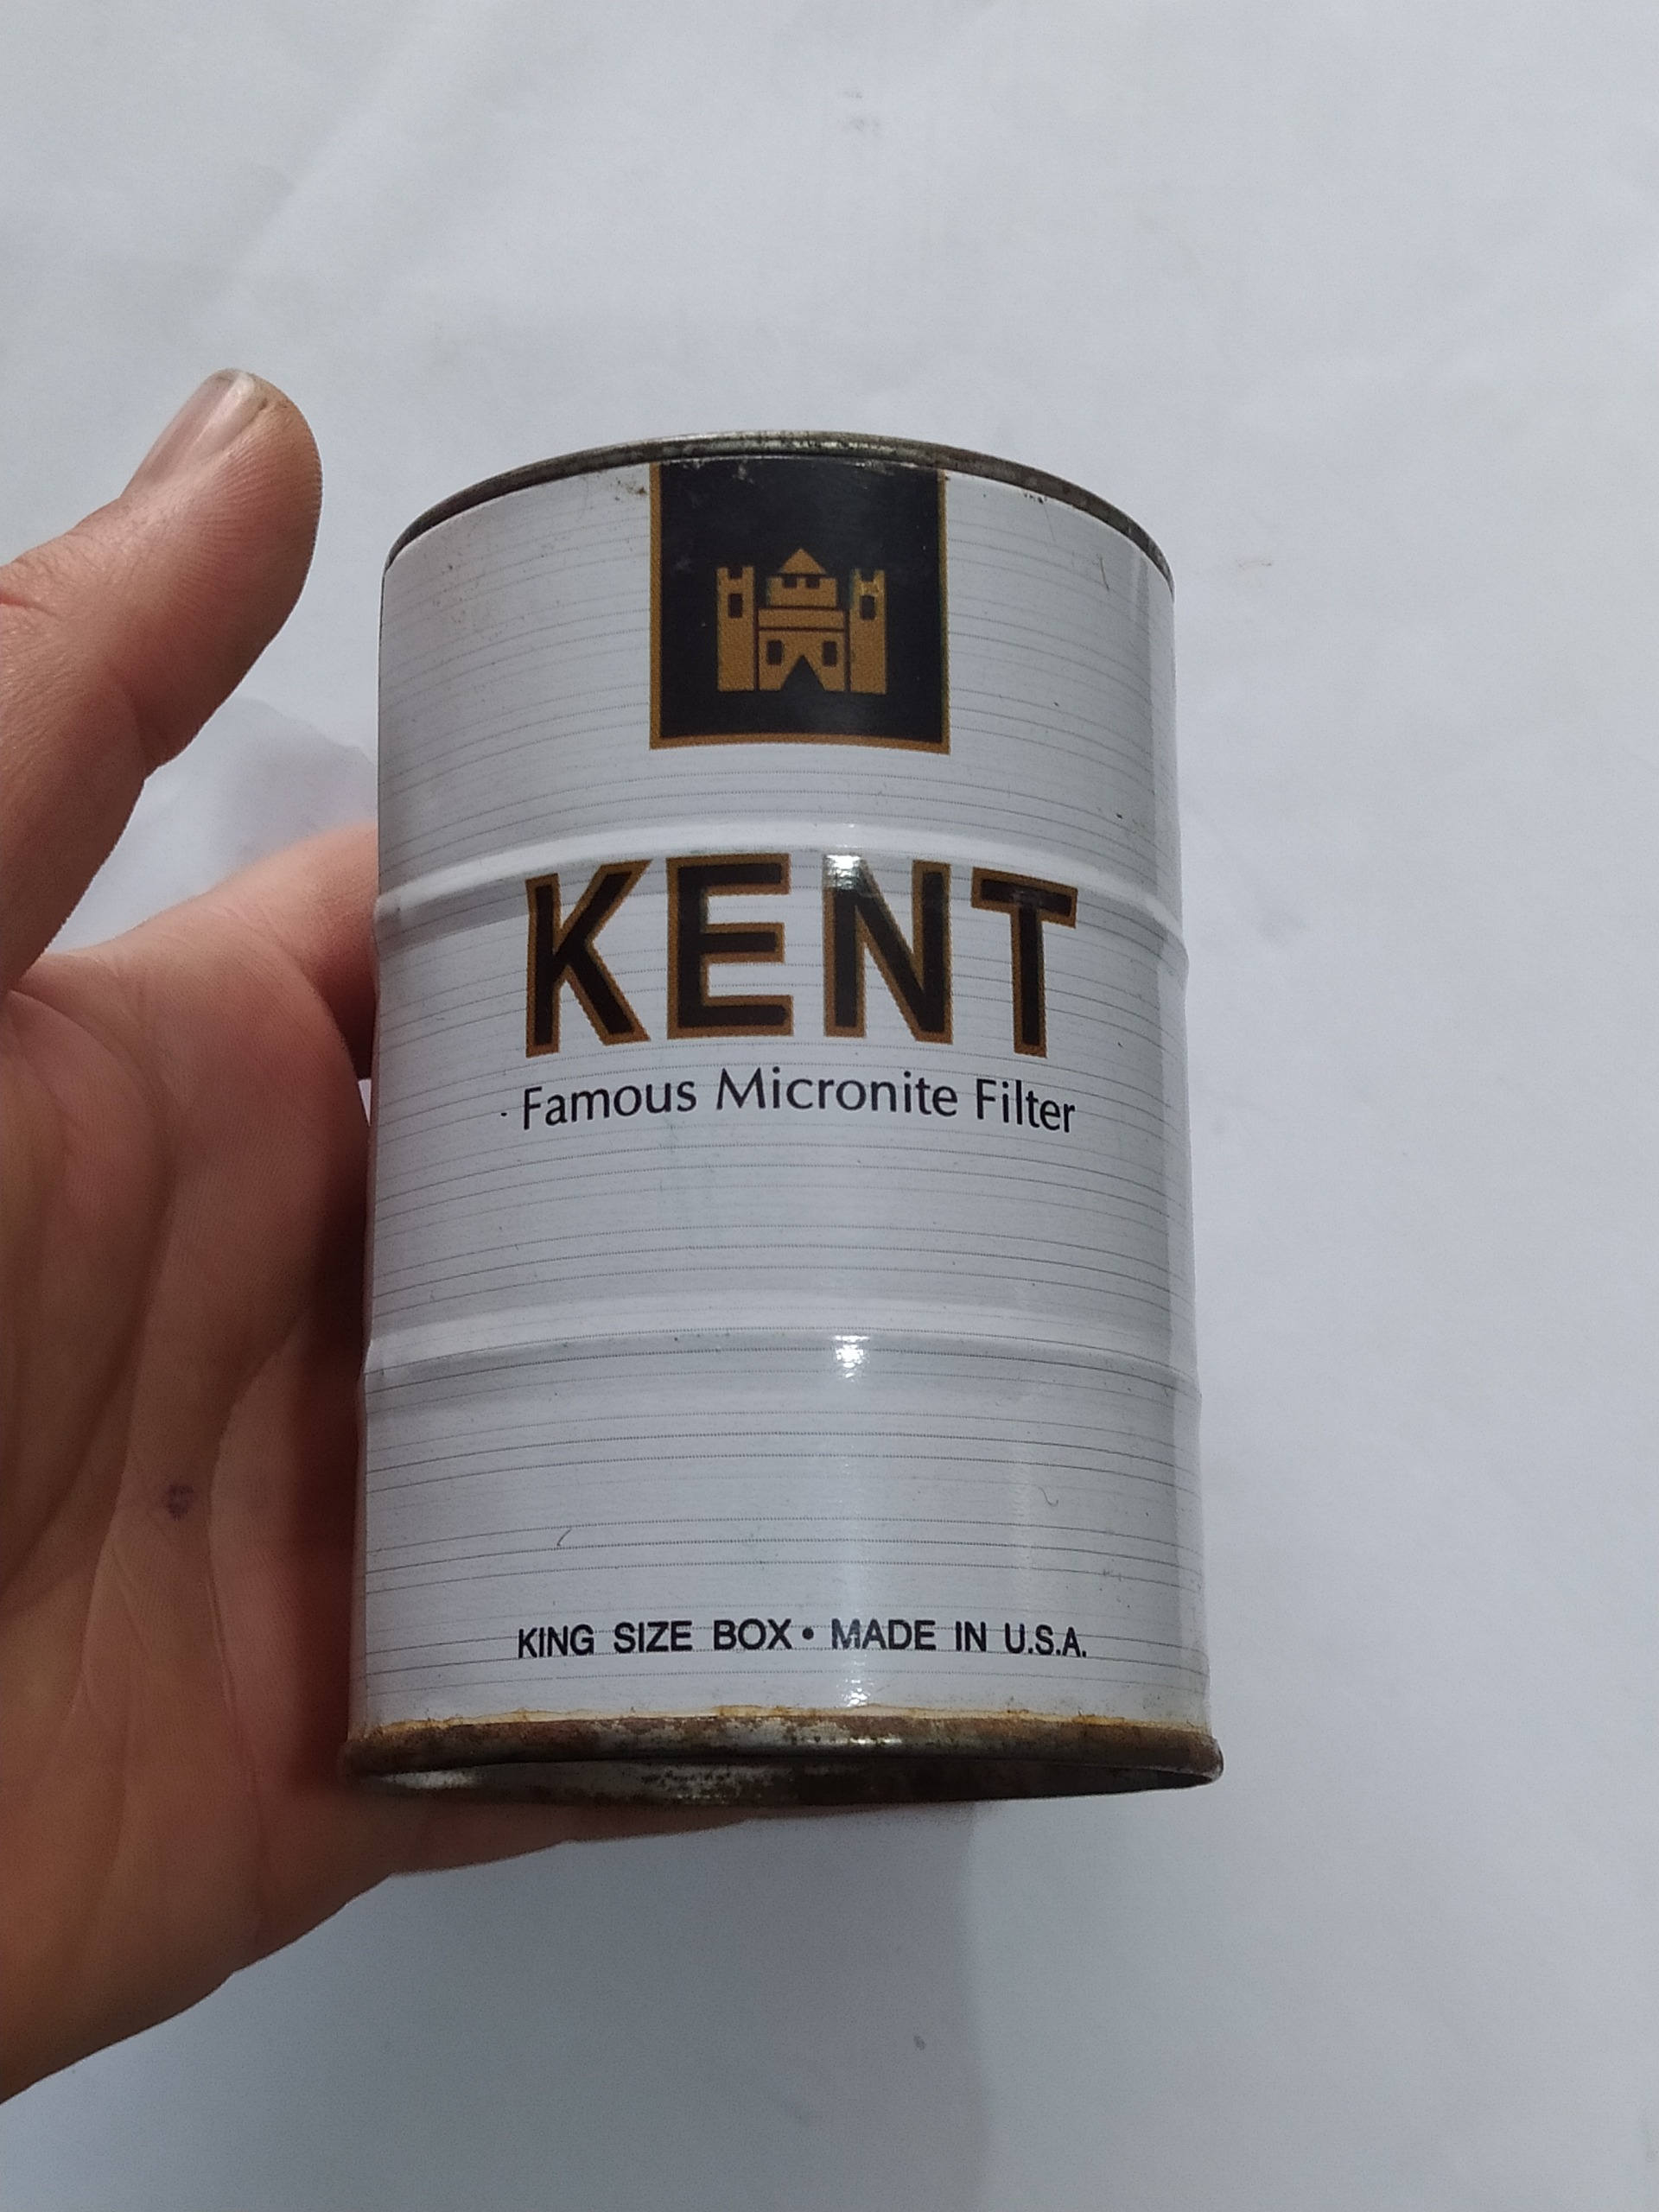 KENT
Famous Micronite Filter
KING SIZE BOX • MADE IN U.S.A.